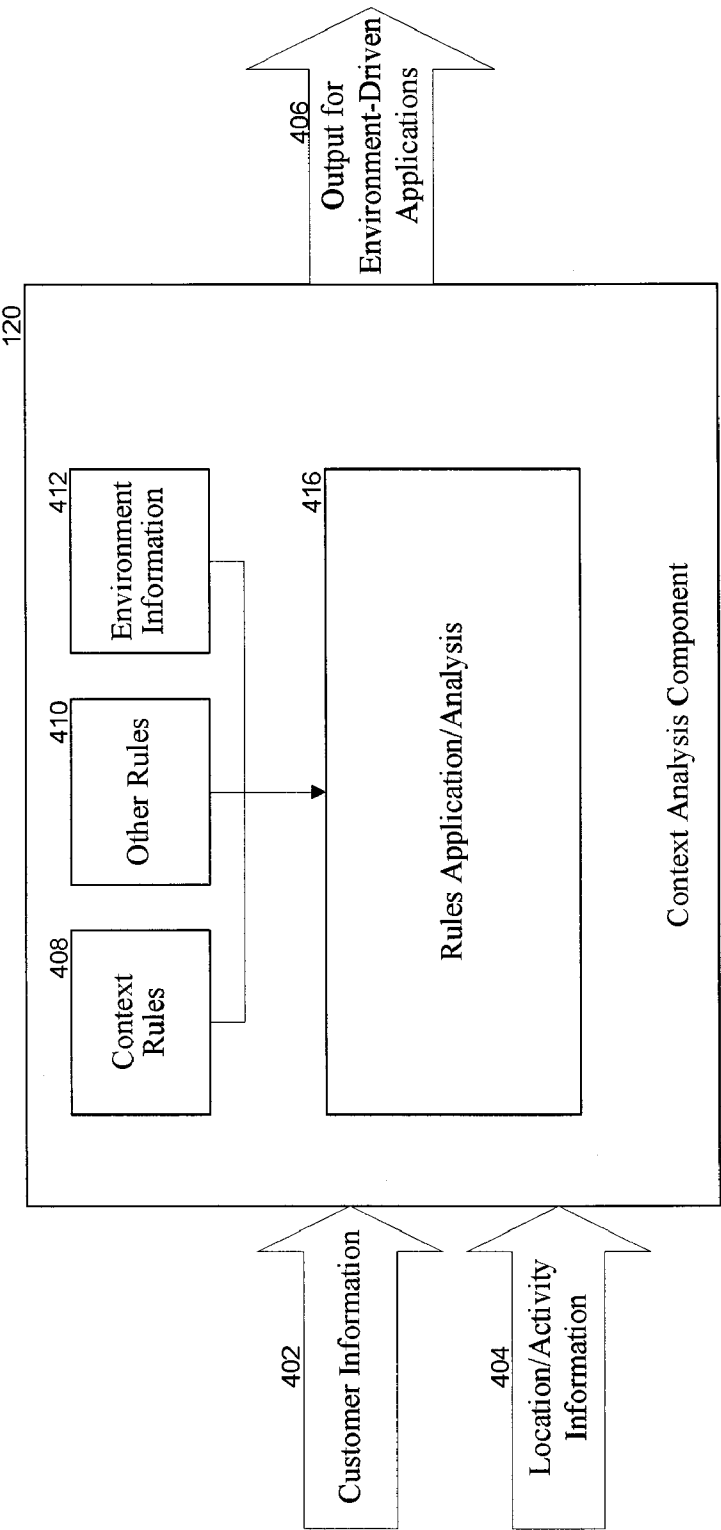 120
408
Context
Rules
410
Other Rules
412
Environment
Information
402
Customer Information
404
Location/Activity
Information
416
Rules Application/Analysis
406
Output for
Environment-Driven
Applications
Context Analysis Component